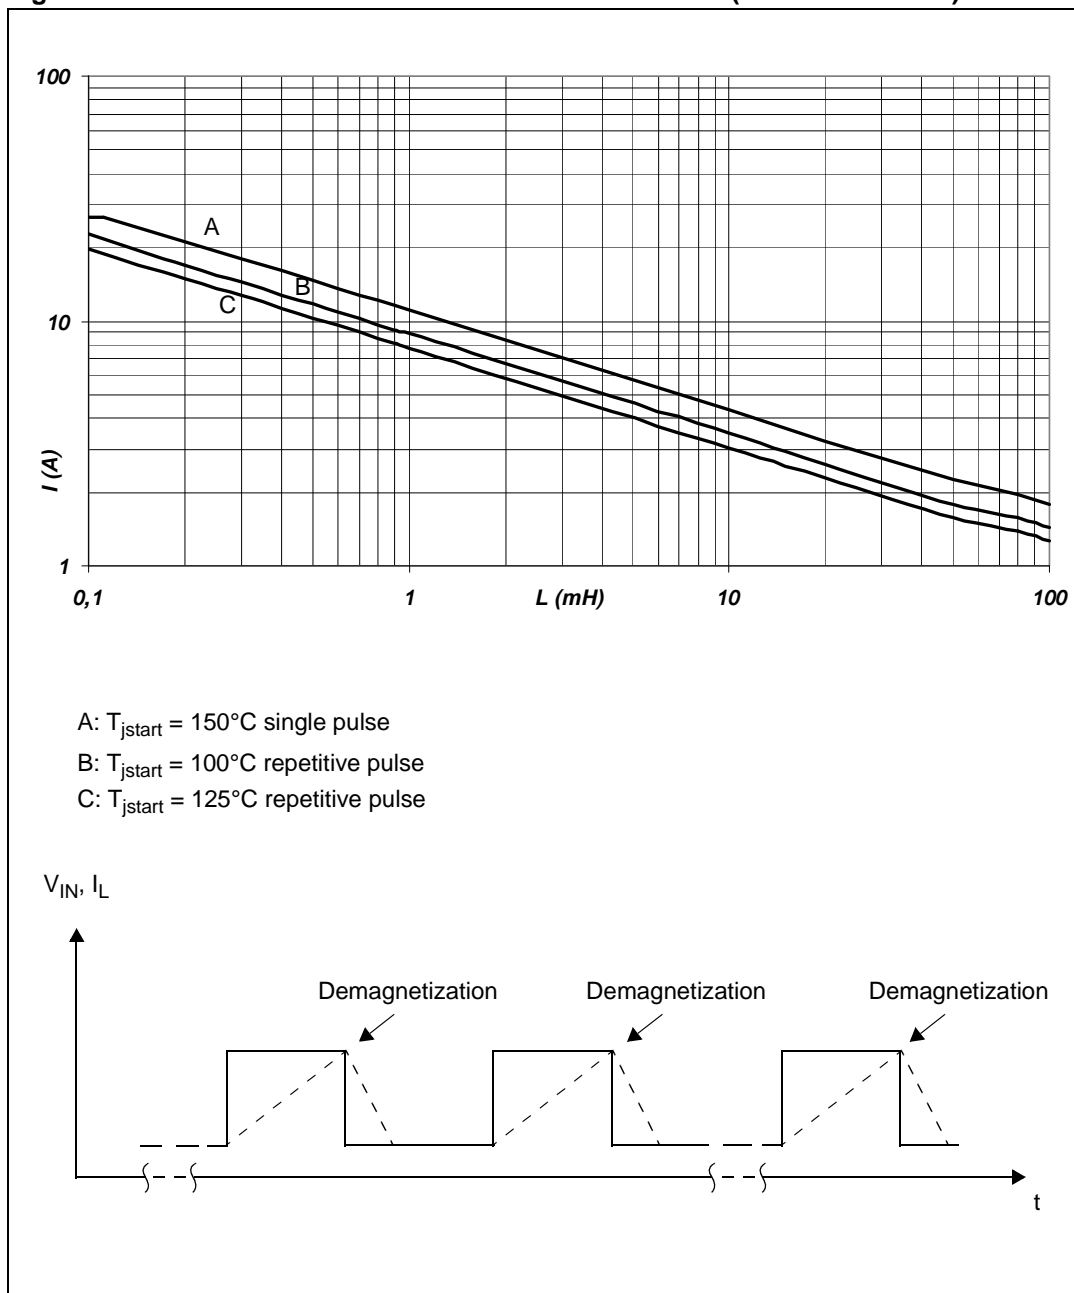 100
A
B
C
10
I (A)
1
0,1
1
L (mH)
10
100
A: Tjstart = 150°C single pulse
B: Tjstart = 100°C repetitive pulse
C: Tjstart = 125°C repetitive pulse
VIN, IL
Demagnetization
Demagnetization
Demagnetization
t